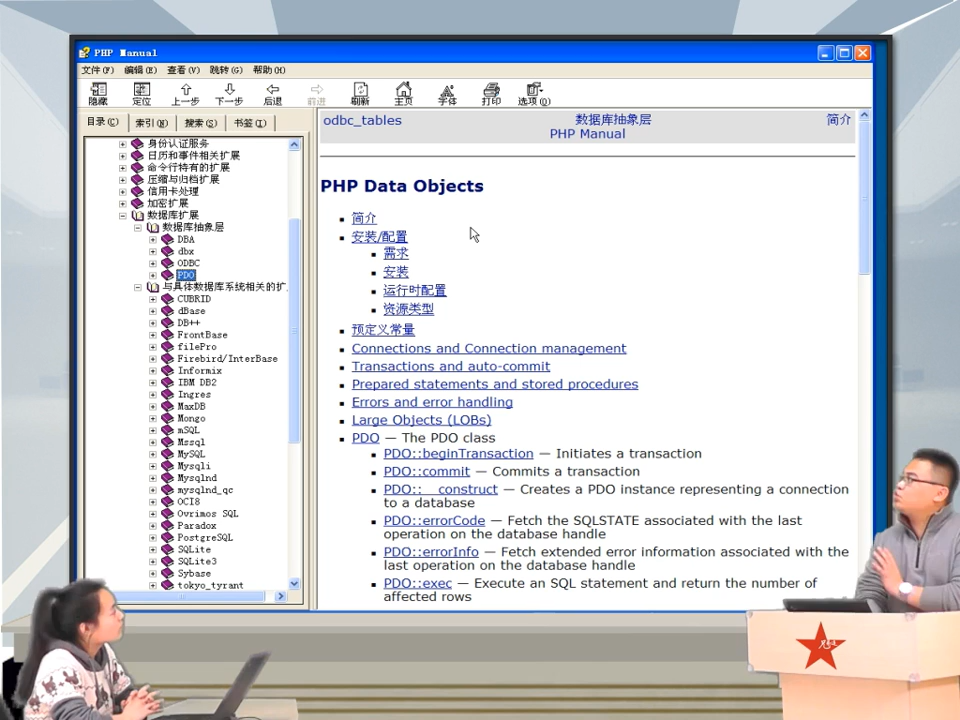 PHP Manual
文件(F) 编辑(E) 查看(V) 跳转(G) 帮助(H)
隐藏 定位 上一步 下一步 后退 前进 刷新 主页 字体 打印 选项(O)
目录(C) 索引(N) 搜索(S) 书签(I)
身份认证服务
日历和事件相关扩展
命令行特有的扩展
压缩与归档扩展
信用卡处理
加密扩展
数据库扩展
数据库抽象层
DBA
dbx
ODBC
PDO
与具体数据库系统相关的扩
CUBRID
dBase
DB++
FrontBase
filePro
Firebird/InterBase
Informix
IBM DB2
Ingres
MaxDB
Mongo
mSQL
Mssql
MySQL
Mysqli
Mysqlnd
mysqlnd_qc
OCI8
Ovrimos SQL
Paradox
PostgreSQL
SQLite
SQLite3
Sybase
tokyo_tyrant
odbc_tables 数据库抽象层 简介
PHP Manual
PHP Data Objects
简介
安装/配置
需求
安装
运行时配置
资源类型
预定义常量
Connections and Connection management
Transactions and auto-commit
Prepared statements and stored procedures
Errors and error handling
Large Objects (LOBs)
PDO — The PDO class
PDO::beginTransaction — Initiates a transaction
PDO::commit — Commits a transaction
PDO::__construct — Creates a PDO instance representing a connection
to a database
PDO::errorCode — Fetch the SQLSTATE associated with the last
operation on the database handle
PDO::errorInfo — Fetch extended error information associated with the
last operation on the database handle
PDO::exec — Execute an SQL statement and return the number of
affected rows